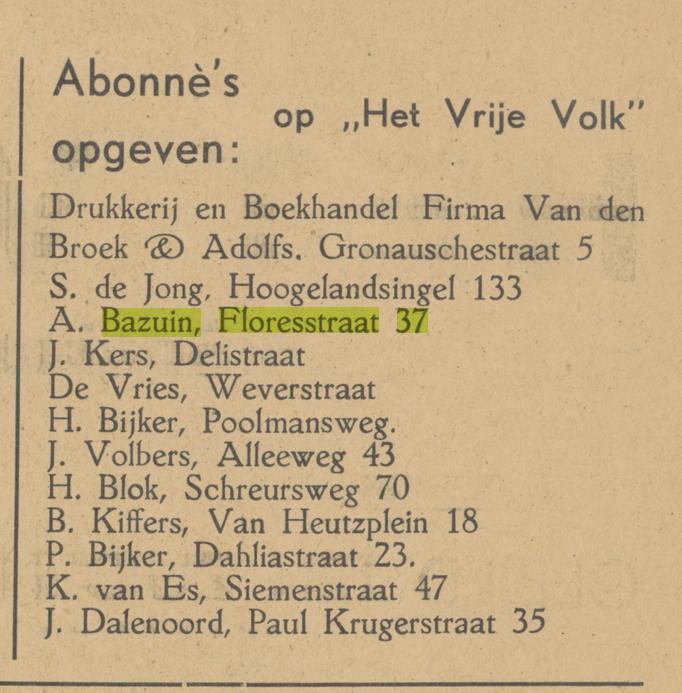 Abonnè's
op „Het Vrije Volk"
opgeven:
Drukkerij en Boekhandel Firma Van den
Broek & Adolfs. Gronauschestraat 5
S. de Jong, Hoogelandsingel 133
A. Bazuin, Floresstraat 37
J. Kers, Delistraat
De Vries, Weverstraat
H. Bijker, Poolmansweg.
J. Volbers, Alleeweg 43
H. Blok, Schreursweg 70
B. Kiffers, Van Heutzplein 18
P. Bijker, Dahliastraat 23.
K. van Es, Siemenstraat 47
J. Dalenoord, Paul Krugerstraat 35